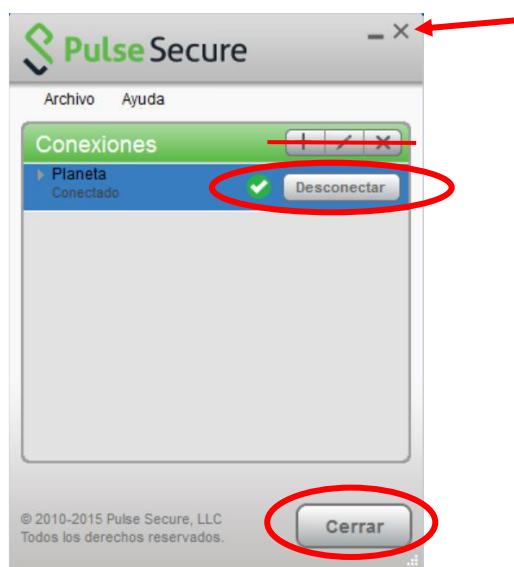 Pulse Secure
Archivo Ayuda
Conexiones
Planeta
Conectado
Desconectar
© 2010-2015 Pulse Secure, LLC
Todos los derechos reservados.
Cerrar